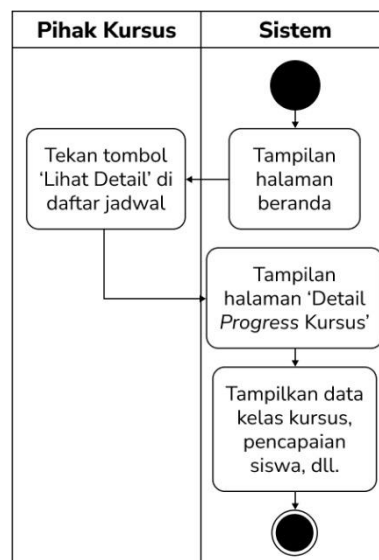 Pihak Kursus
Sistem
Tampilan
halaman
beranda
Tekan tombol
'Lihat Detail' di
daftar jadwal
Tampilan
halaman 'Detail
Progress Kursus'
Tampilkan data
kelas kursus,
pencapaian
siswa, dll.